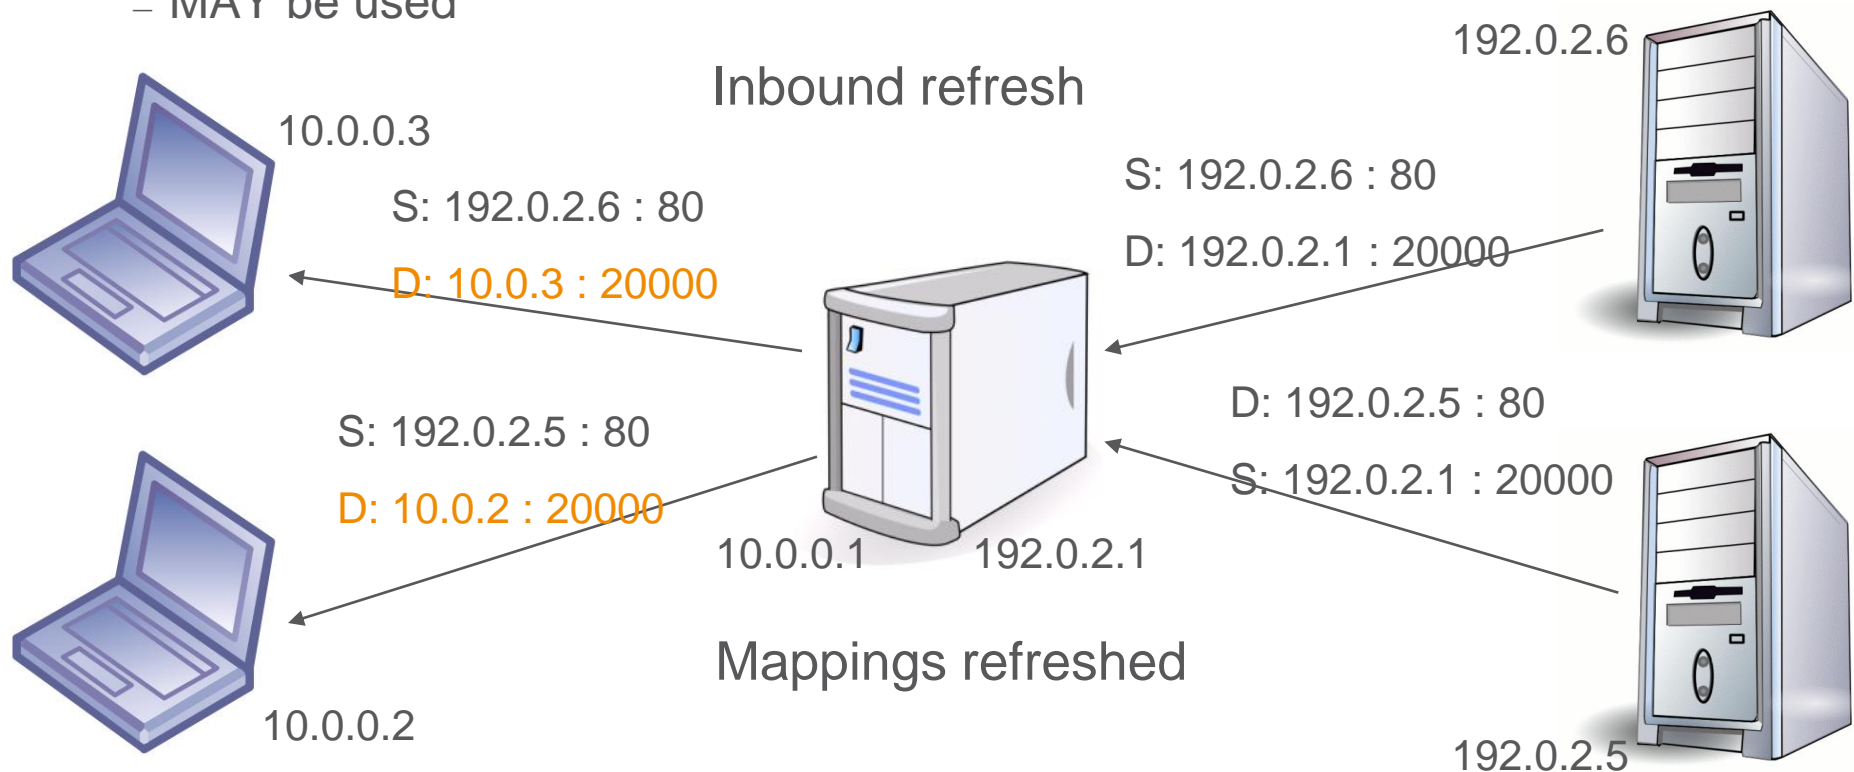 – MAY be used
192.0.2.6
Inbound refresh
10.0.0.3
S: 192.0.2.6 : 80
D: 192.0.2.1 : 20000
S: 192.0.2.6 : 80
D: 10.0.3 : 20000
D: 192.0.2.5 : 80
S: 192.0.2.1 : 20000
S: 192.0.2.5 : 80
D: 10.0.2 : 20000
10.0.0.1
192.0.2.1
Mappings refreshed
10.0.0.2
192.0.2.5